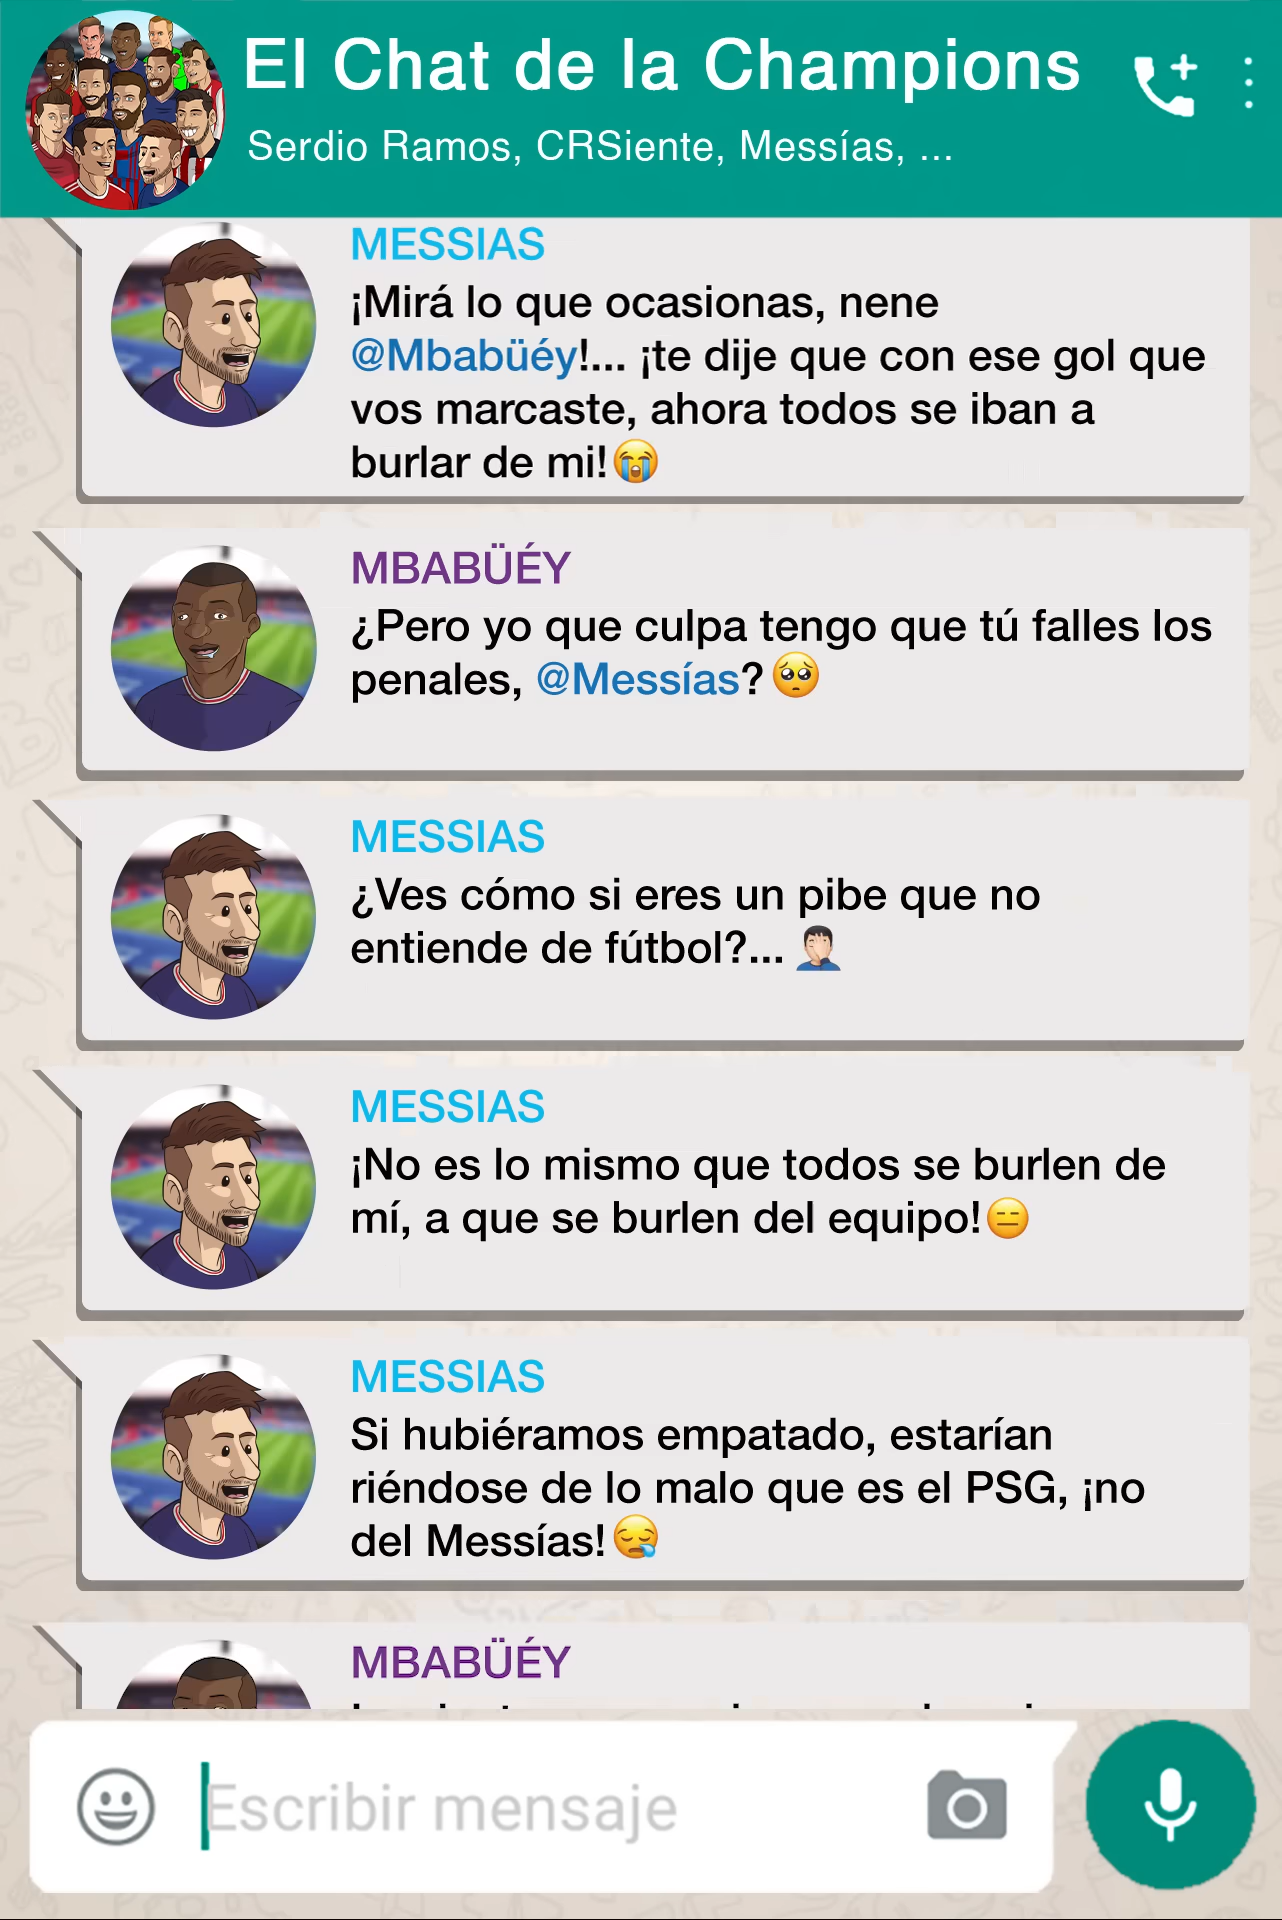 El Chat de la Champions
Serdio Ramos, CRSiente, Messías, ...
MESSIAS
¡Mirá lo que ocasionas, nene
@Mbabüéy!... ¡te dije que con ese gol que
vos marcaste, ahora todos se iban a
burlar de mi!😭
MBABÜÉY
¿Pero yo que culpa tengo que tú falles los
penales, @Messías?🥺
MESSIAS
¿Ves cómo si eres un pibe que no
entiende de fútbol?... 🤦🏻‍♂️
MESSIAS
¡No es lo mismo que todos se burlen de
mí, a que se burlen del equipo!😑
MESSIAS
Si hubiéramos empatado, estarían
riéndose de lo malo que es el PSG, ¡no
del Messías!😪
MBABÜÉY
Escribir mensaje